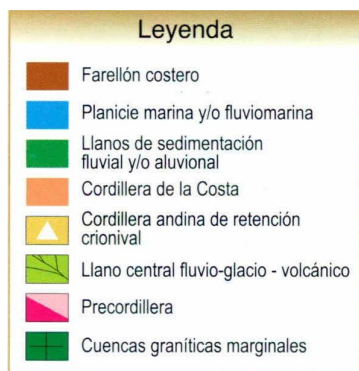 Leyenda
Farellón costero
Planicie marina y/o fluviomarina
Llanos de sedimentación
fluvial y/o aluvional
Cordillera de la Costa
Cordillera andina de retención
crionival
Llano central fluvio-glacio - volcánico
Precordillera
Cuencas graníticas marginales